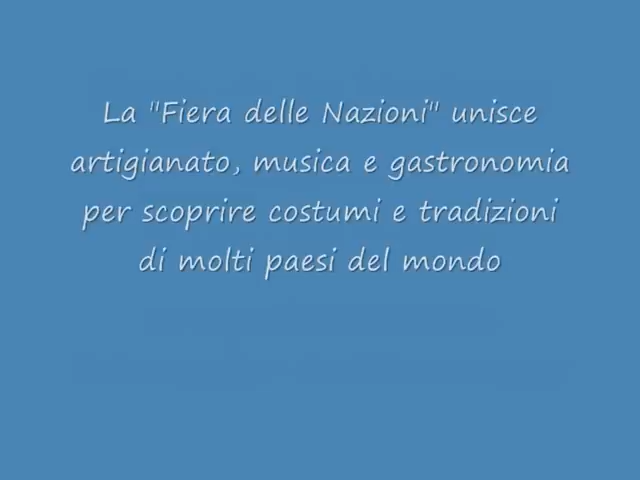 La "Fiera delle Nazioni" unisce
artigianato, musica e gastronomia
per scoprire costumi e tradizioni
di molti paesi del mondo